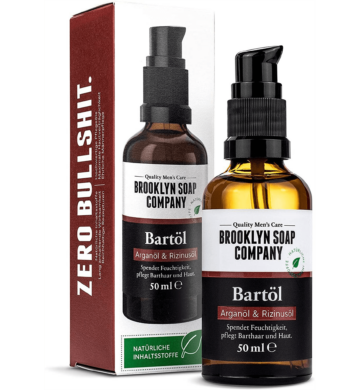 ZERO BULLSHIT.
Quality Men's Care
BROOKLYN SOAP
COMPANY
Bartöl
Arganöl & Rizinusöl
Spendet Feuchtigkeit,
pflegt Barthaar und Haut.
50 ml ℮
NATÜRLICHE
INHALTSSTOFFE
Quality Men's Care
BROOKLYN SOAP
COMPANY
Bartöl
Arganöl & Rizinusöl
Spendet Feuchtigkeit,
pflegt Barthaar und Haut.
50 ml ℮